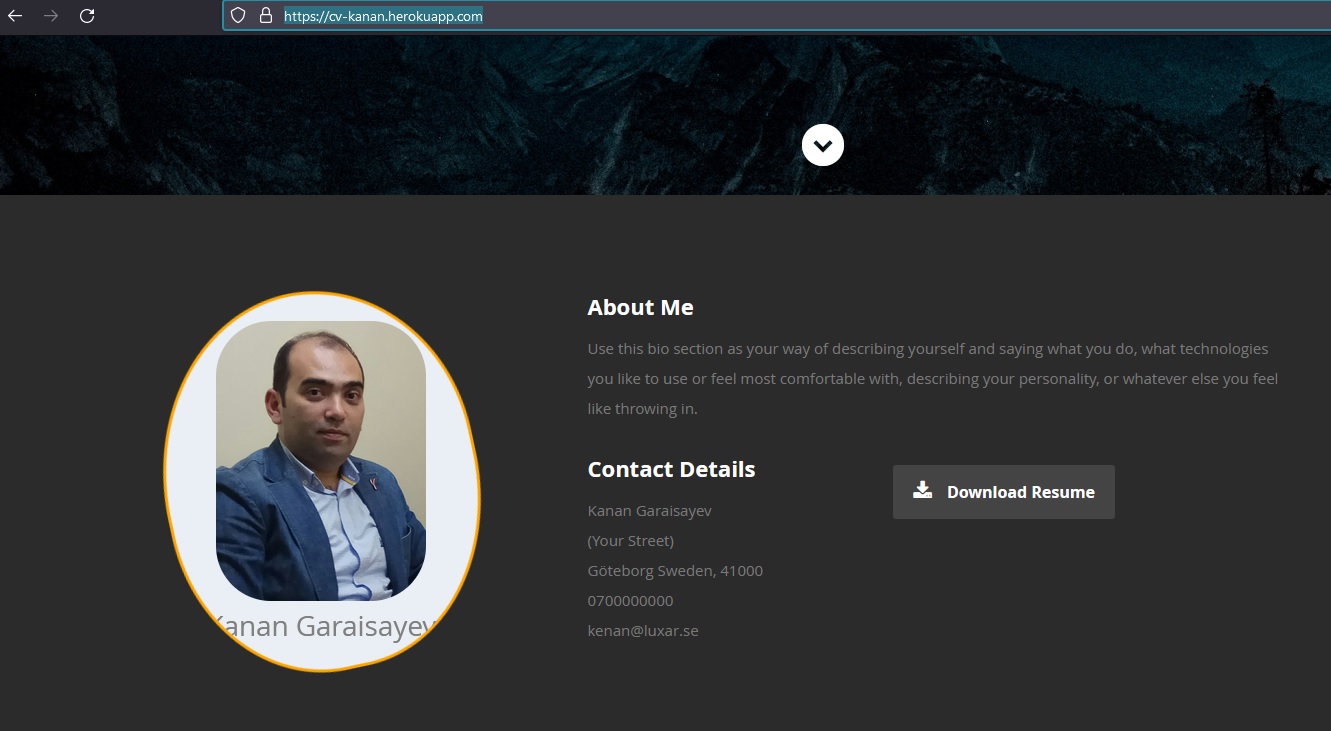 https://cv-kanan.herokuapp.com
About Me
Use this bio section as your way of describing yourself and saying what you do, what technologies
you like to use or feel most comfortable with, describing your personality, or whatever else you feel
like throwing in.
Contact Details
Download Resume
Kanan Garaisayev
(Your Street)
Göteborg Sweden, 41000
0700000000
kenan@luxar.se
Kanan Garaisayev